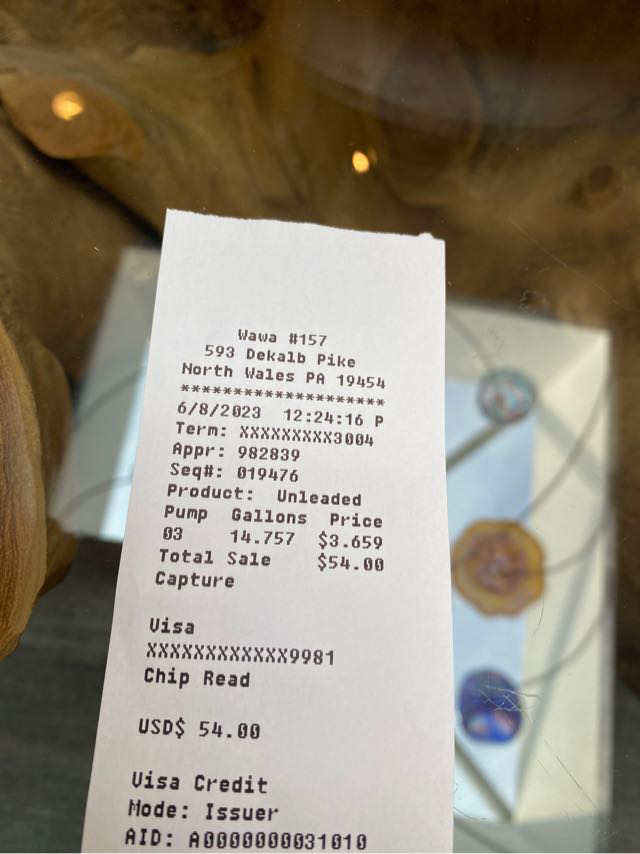 Wawa #157
593 Dekalb Pike
North Wales PA 19454
********************
6/8/2023 12:24:16 P
Term: XXXXXXXXX3004
Appr: 982839
Seq#: 019476
Product: Unleaded
Pump Gallons Price
03 14.757 $3.659
Total Sale $54.00
Capture
Visa
XXXXXXXXXXXX9981
Chip Read
USD$ 54.00
Visa Credit
Mode: Issuer
AID: A0000000031010